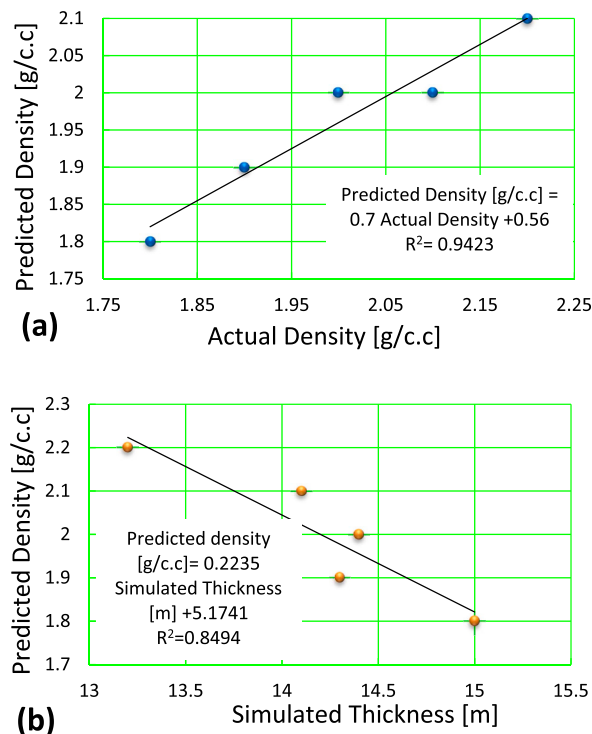 2.1
2.05
2
1.95
1.9
1.85
1.8
1.75
Predicted Density [g/c.c]
Predicted Density [g/c.c] =
0.7 Actual Density +0.56
R²= 0.9423
1.75 1.85 1.95 2.05 2.15 2.25
(a)
Actual Density [g/c.c]
2.3
2.2
2.1
2
1.9
1.8
1.7
Predicted Density [g/c.c]
Predicted density
[g/c.c]= 0.2235
Simulated Thickness
[m] +5.1741
R²=0.8494
13 13.5 14 14.5 15 15.5
(b)
Simulated Thickness [m]